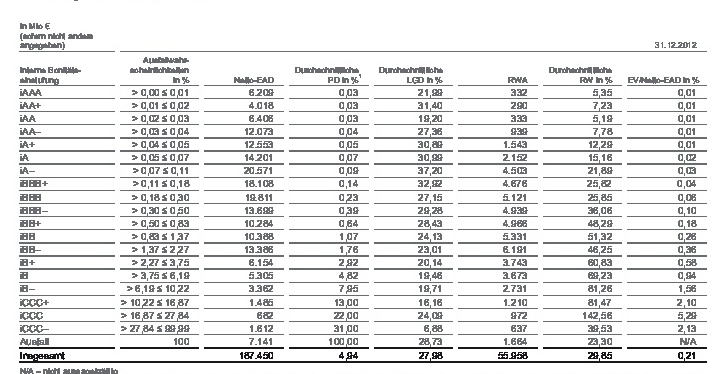 in Mio €
(sofern nicht anders
angegeben) 31.12.2012
Interne Bonitäts-
einstufung Ausfallwahr-
scheinlichkeiten
in % Netto-EAD Durchschnittliche
PD in %¹ Durchschnittliche
LGD in % RWA Durchschnittliche
RW in % EV/Netto-EAD in %
iAAA > 0,00 ≤ 0,01 6.209 0,03 21,99 332 5,35 0,01
iAA+ > 0,01 ≤ 0,02 4.018 0,03 31,40 290 7,23 0,01
iAA > 0,02 ≤ 0,03 6.406 0,03 19,20 333 5,19 0,01
iAA– > 0,03 ≤ 0,04 12.073 0,04 27,36 939 7,78 0,01
iA+ > 0,04 ≤ 0,05 12.553 0,05 30,89 1.543 12,29 0,01
iA > 0,05 ≤ 0,07 14.201 0,07 30,99 2.152 15,16 0,02
iA– > 0,07 ≤ 0,11 20.571 0,09 37,20 4.503 21,89 0,03
iBBB+ > 0,11 ≤ 0,18 18.108 0,14 32,92 4.676 25,82 0,04
iBBB > 0,18 ≤ 0,30 19.811 0,23 27,15 5.121 25,85 0,06
iBBB– > 0,30 ≤ 0,50 13.699 0,39 29,28 4.939 36,06 0,10
iBB+ > 0,50 ≤ 0,83 10.284 0,64 28,43 4.966 48,29 0,18
iBB > 0,83 ≤ 1,37 10.388 1,07 24,13 5.331 51,32 0,26
iBB– > 1,37 ≤ 2,27 13.386 1,76 23,01 6.191 46,25 0,36
iB+ > 2,27 ≤ 3,75 6.154 2,92 20,14 3.743 60,83 0,58
iB > 3,75 ≤ 6,19 5.305 4,82 19,46 3.673 69,23 0,94
iB– > 6,19 ≤ 10,22 3.362 7,95 19,71 2.731 81,26 1,56
iCCC+ > 10,22 ≤ 16,87 1.485 13,00 16,16 1.210 81,47 2,10
iCCC > 16,87 ≤ 27,84 682 22,00 24,09 972 142,56 5,29
iCCC– > 27,84 ≤ 99,99 1.612 31,00 6,88 637 39,53 2,13
Ausfall 100 7.141 100,00 28,73 1.664 23,30 N/A
Insgesamt 187.450 4,94 27,98 55.958 29,85 0,21
N/A – nicht aussagekräftig